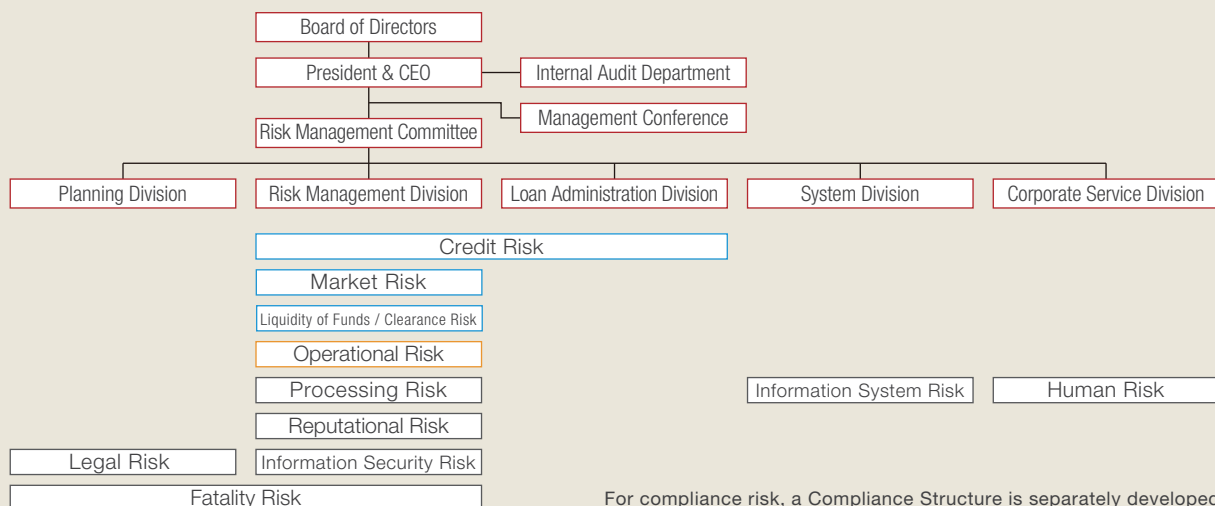 Board of Directors
President & CEO
Internal Audit Department
Management Conference
Risk Management Committee
Planning Division
Risk Management Division
Loan Administration Division
System Division
Corporate Service Division
Credit Risk
Market Risk
Liquidity of Funds / Clearance Risk
Operational Risk
Processing Risk
Information System Risk
Human Risk
Reputational Risk
Legal Risk
Information Security Risk
Fatality Risk
For compliance risk, a Compliance Structure is separately developed